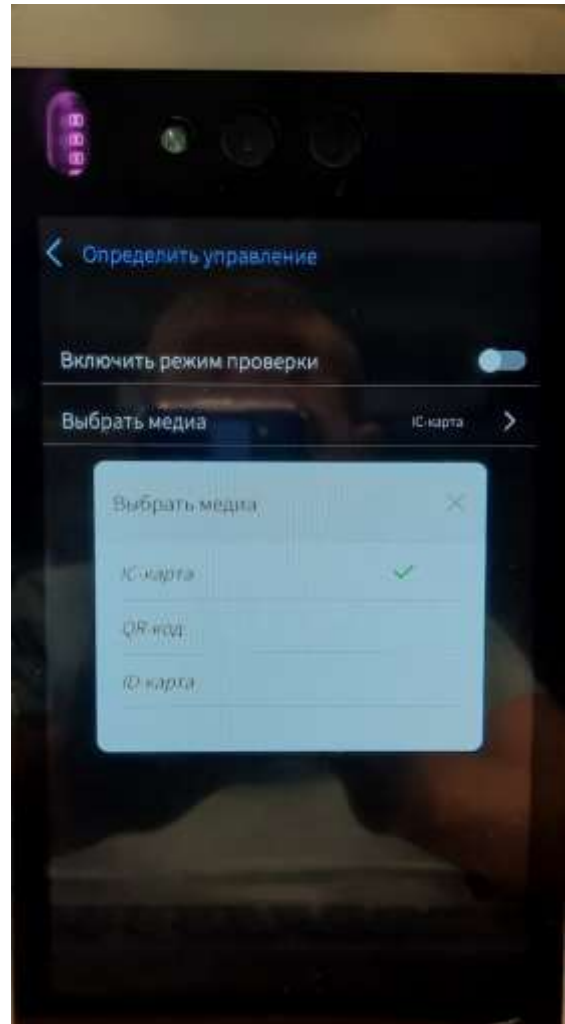 Определить управление
Включить режим проверки
Выбрать медиа IC-карта
Выбрать медиа
IC-карта
QR-код
ID-карта